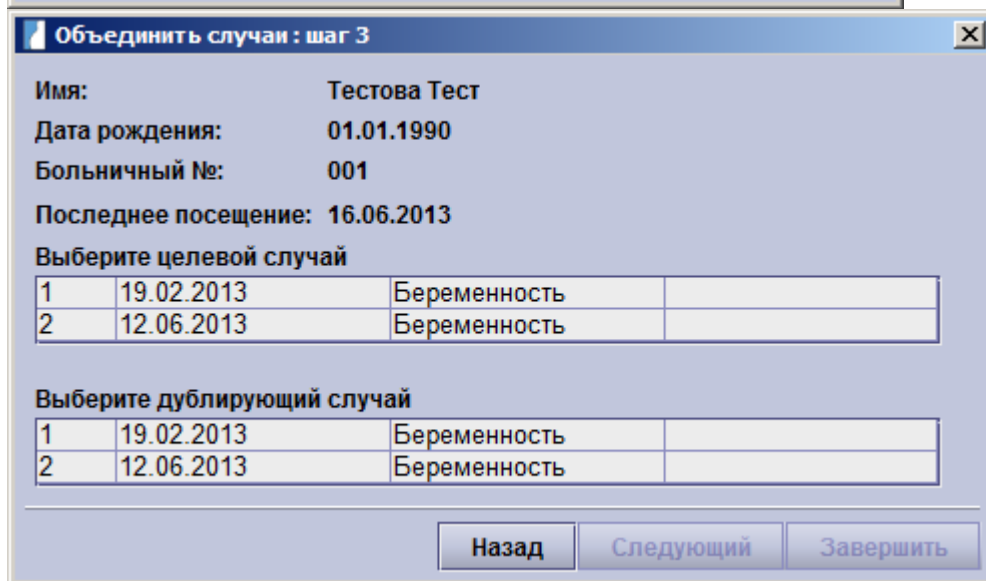 Объединить случаи : шаг 3
Имя: Тестова Тест
Дата рождения: 01.01.1990
Больничный №: 001
Последнее посещение: 16.06.2013
Выберите целевой случай
1 19.02.2013 Беременность
2 12.06.2013 Беременность
Выберите дублирующий случай
1 19.02.2013 Беременность
2 12.06.2013 Беременность
Назад Следующий Завершить